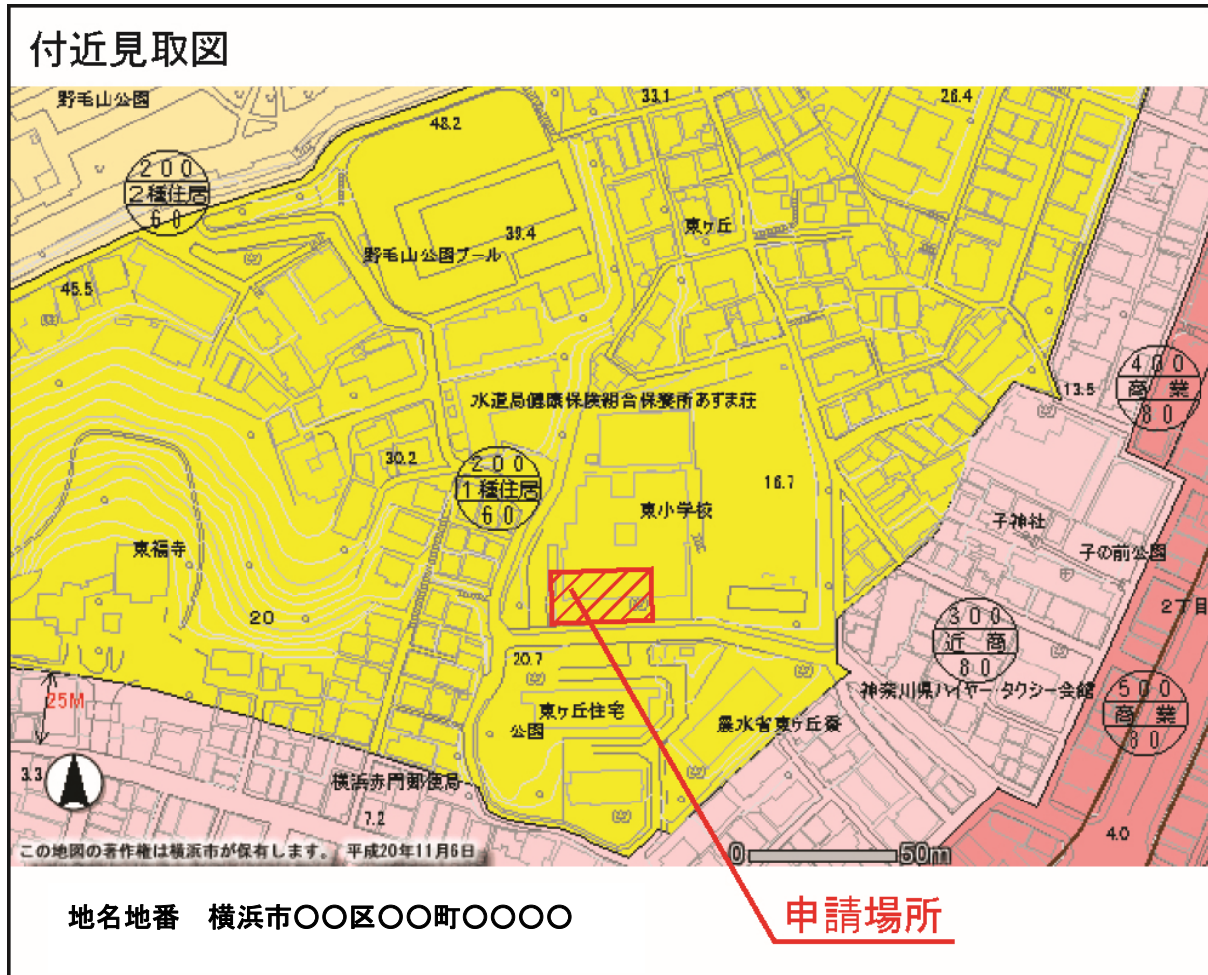 付近見取図
野毛山公園
33.1
26.4
48.2
200
2種住居
60
東ヶ丘
39.4
野毛山公園プール
45.5
400
商業
80
13.5
水道局健康保険組合保養所あずま荘
30.2
200
1種住居
60
16.7
東小学校
子神社
東福寺
子の前公園
20
2丁目
300
近商
80
20.7
神奈川県ハイヤータクシー会館
500
商業
80
25M
東ヶ丘住宅
公園
農水省東ヶ丘寮
3.3
横浜赤門郵便局
7.2
4.0
この地図の著作権は横浜市が保有します。 平成20年11月6日
0 50m
地名地番 横浜市〇〇区〇〇町〇〇〇〇
申請場所